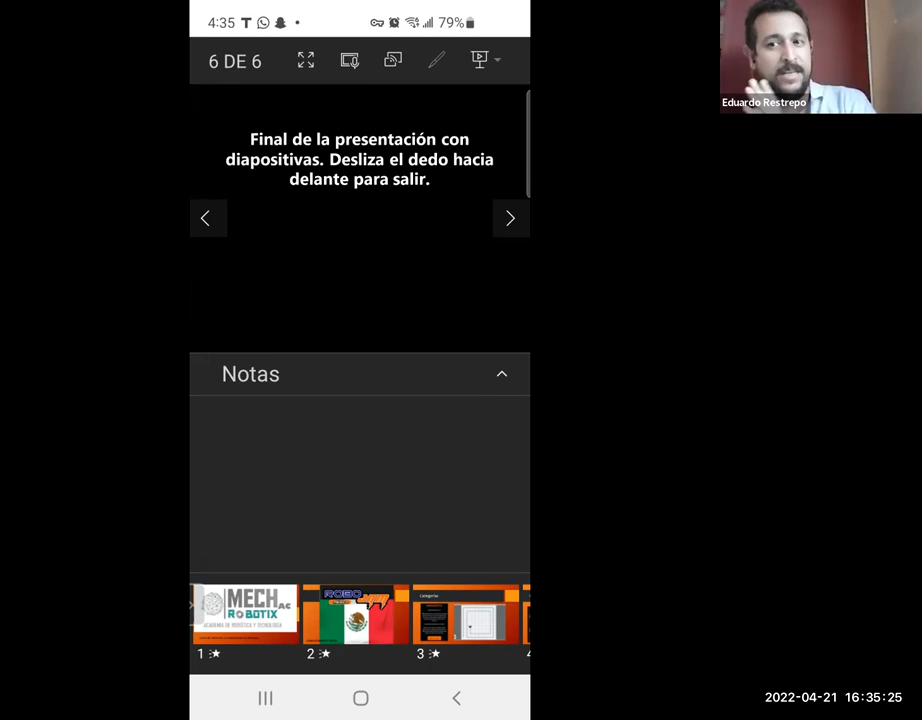 4:35
79%
6 DE 6
Final de la presentación con
diapositivas. Desliza el dedo hacia
delante para salir.
Notas
MECH AC
ROBOTIX
ACADEMIA DE ROBÓTICA Y TECNOLOGÍA
ROBO
Categorías
1
2
3
4
Eduardo Restrepo
2022-04-21 16:35:25